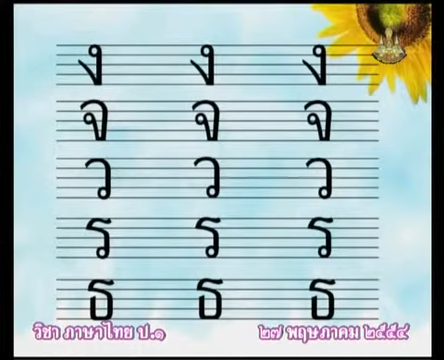 ง ง ง
จ จ จ
ว ว ว
ร ร ร
ธ ธ ธ
วิชา ภาษาไทย ป.๑ ๒๗ พฤษภาคม ๒๕๕๔